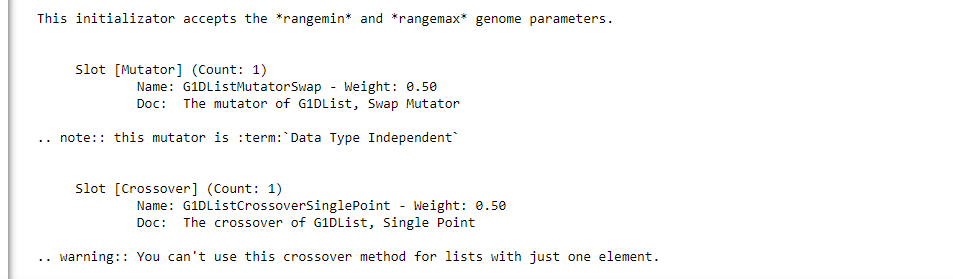 This initializator accepts the *rangemin* and *rangemax* genome parameters.
Slot [Mutator] (Count: 1)
Name: G1DListMutatorSwap - Weight: 0.50
Doc: The mutator of G1DList, Swap Mutator
.. note:: this mutator is :term:`Data Type Independent`
Slot [Crossover] (Count: 1)
Name: G1DListCrossoverSinglePoint - Weight: 0.50
Doc: The crossover of G1DList, Single Point
.. warning:: You can't use this crossover method for lists with just one element.